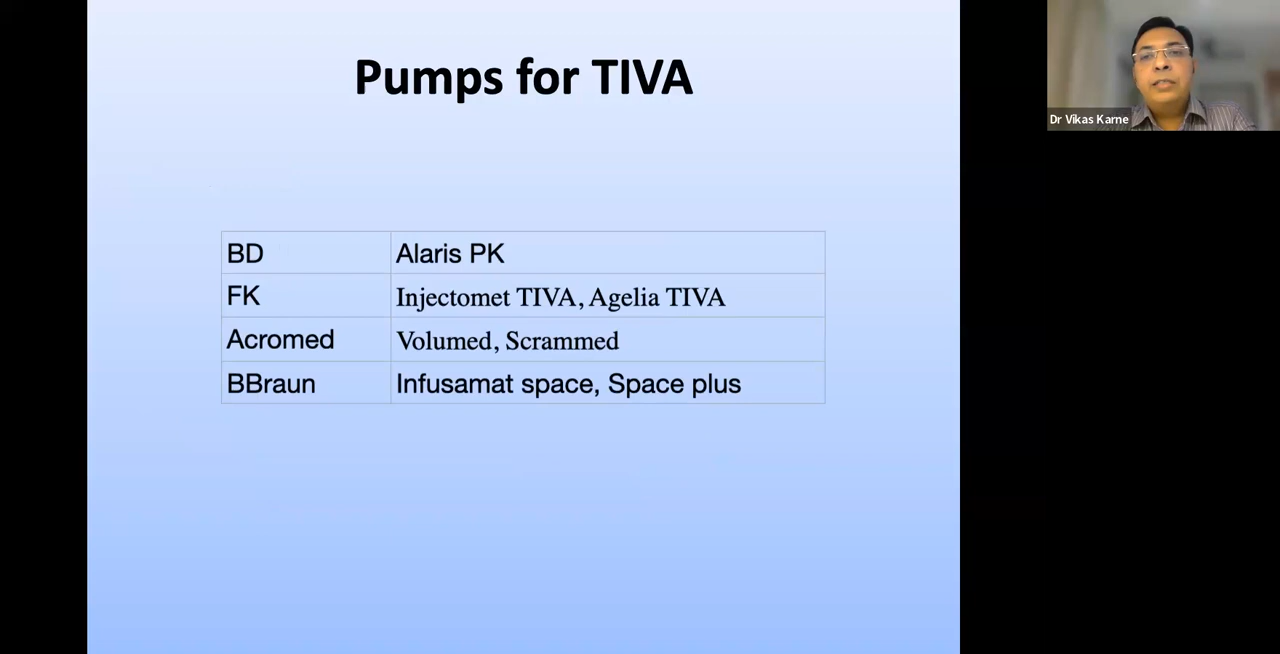 Pumps for TIVA
BD Alaris PK
FK Injectomet TIVA, Agelia TIVA
Acromed Volumed, Scrammed
BBraun Infusamat space, Space plus
Dr Vikas Karne